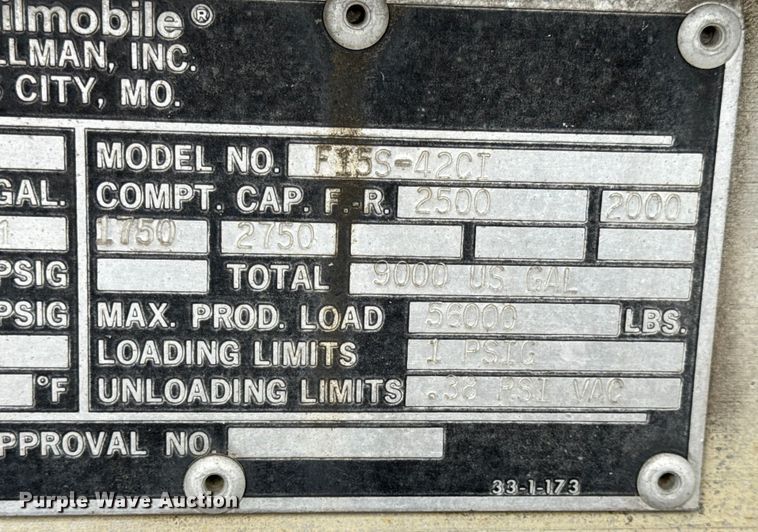 ilmobile®
LLMAN, INC.
CITY, MO.
MODEL NO. F15S-42CI
GAL. COMPT. CAP. F.-R. 2500 2000
1 1750 2750
PSIG TOTAL 9000 US GAL
PSIG MAX. PROD. LOAD 56000 LBS.
LOADING LIMITS 1 PSIG
°F UNLOADING LIMITS .38 PSI VAC
PPROVAL NO.
33-1-173
Purple Wave Auction